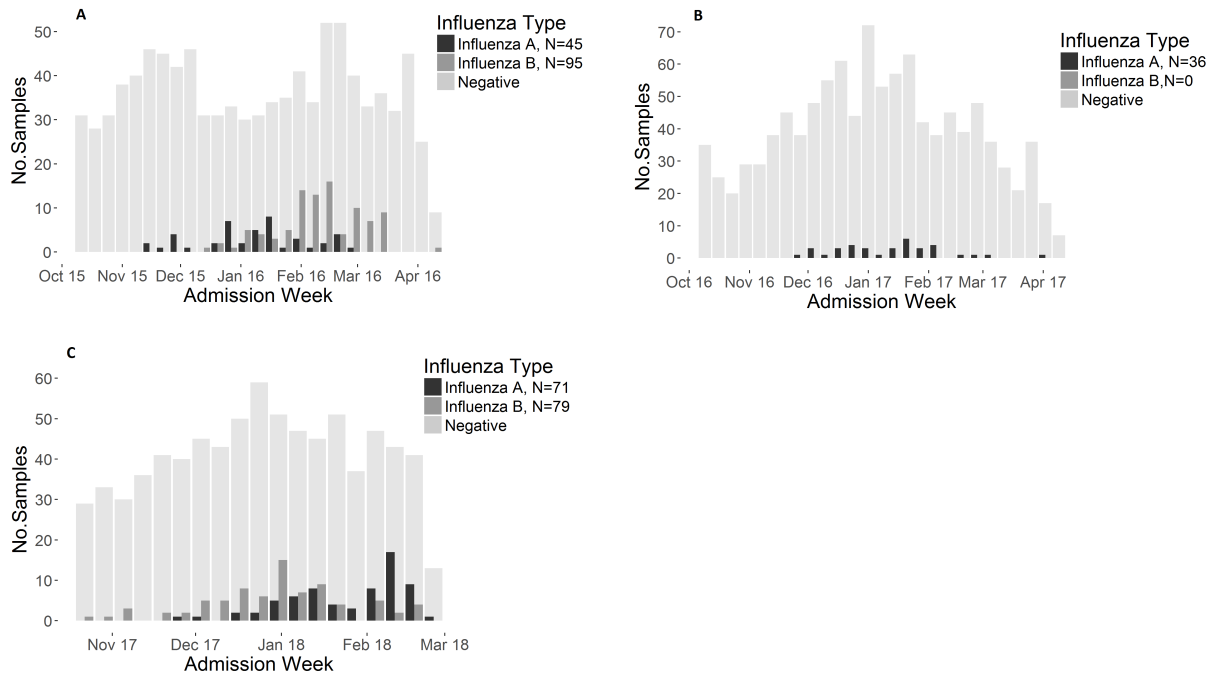 A
Influenza Type
Influenza A, N=45
Influenza B, N=95
Negative
No.Samples
50
40
30
20
10
0
Oct 15 Nov 15 Dec 15 Jan 16 Feb 16 Mar 16 Apr 16
Admission Week
B
Influenza Type
Influenza A, N=36
Influenza B,N=0
Negative
No.Samples
70
60
50
40
30
20
10
0
Oct 16 Nov 16 Dec 16 Jan 17 Feb 17 Mar 17 Apr 17
Admission Week
C
Influenza Type
Influenza A, N=71
Influenza B, N=79
Negative
No.Samples
60
50
40
30
20
10
0
Nov 17 Dec 17 Jan 18 Feb 18 Mar 18
Admission Week